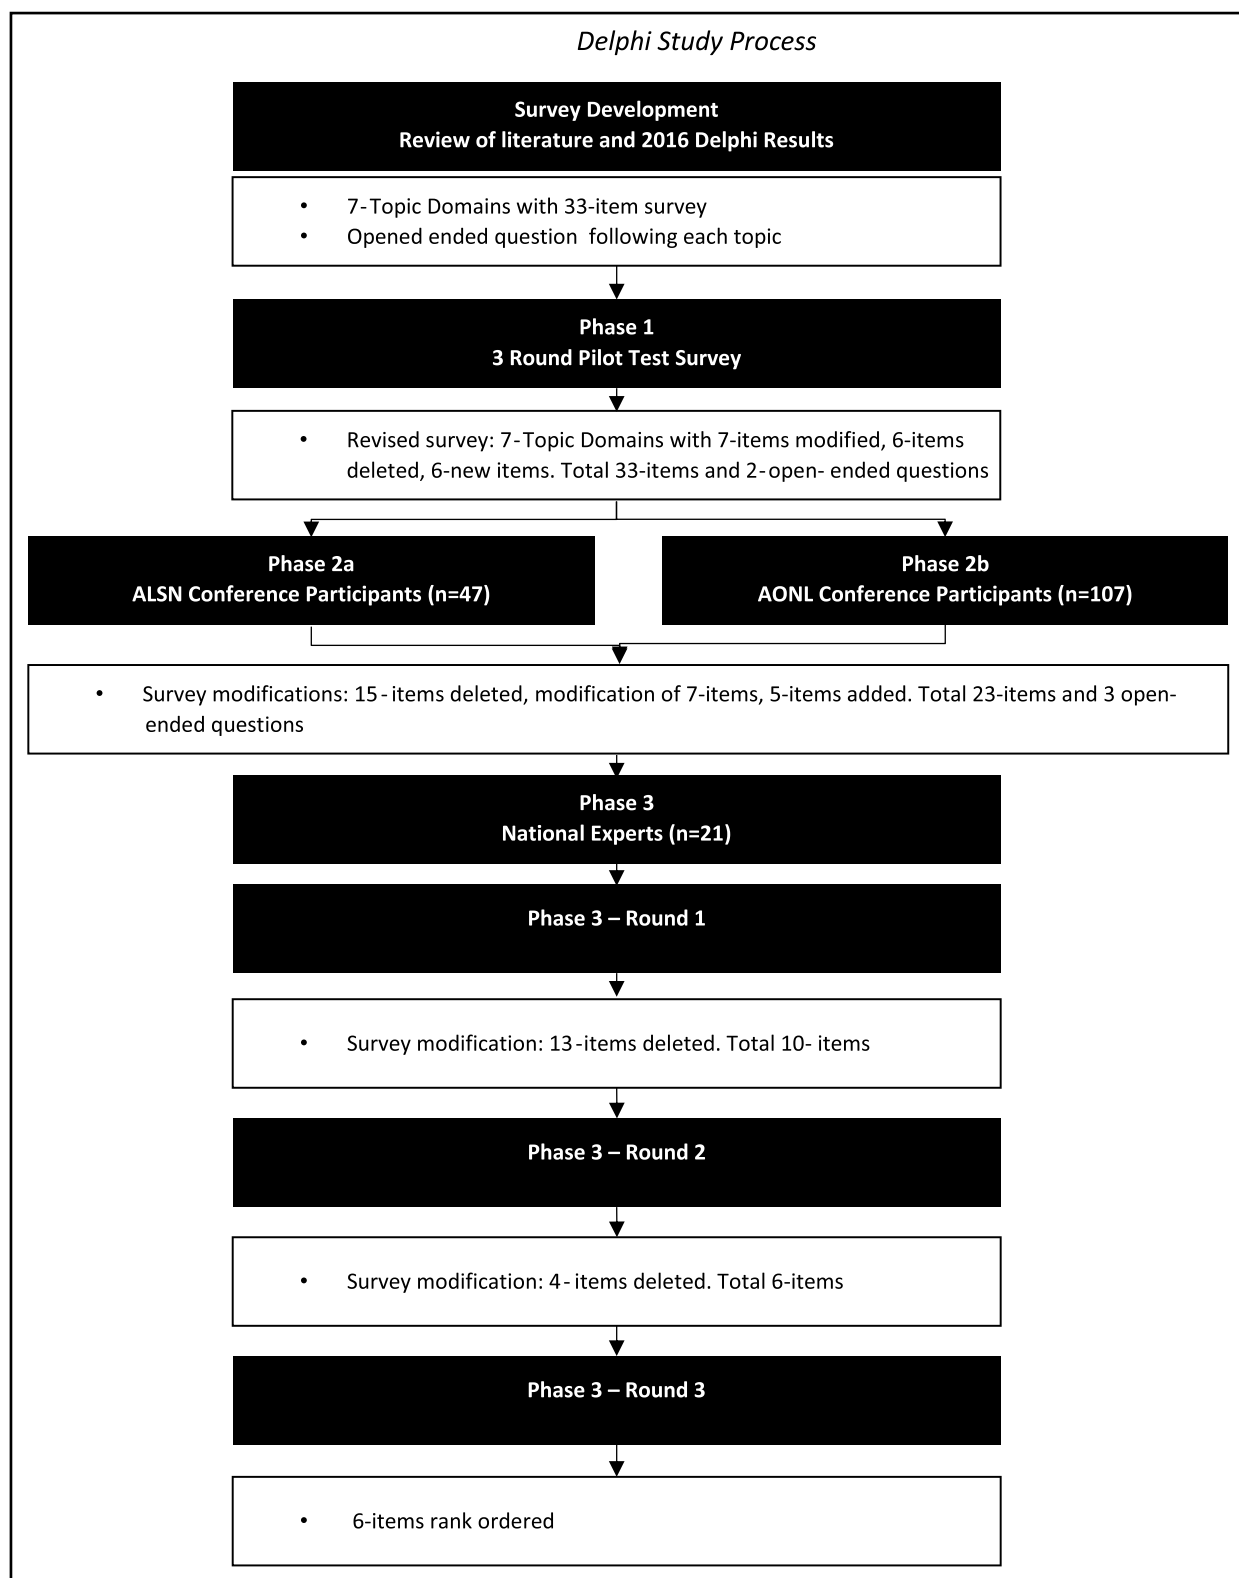 Delphi Study Process
Survey Development
Review of literature and 2016 Delphi Results
• 7-Topic Domains with 33-item survey
• Opened ended question following each topic
Phase 1
3 Round Pilot Test Survey
• Revised survey: 7-Topic Domains with 7-items modified, 6-items
deleted, 6-new items. Total 33-items and 2-open- ended questions
Phase 2a
ALSN Conference Participants (n=47)
Phase 2b
AONL Conference Participants (n=107)
• Survey modifications: 15-items deleted, modification of 7-items, 5-items added. Total 23-items and 3 open-
ended questions
Phase 3
National Experts (n=21)
Phase 3 – Round 1
• Survey modification: 13-items deleted. Total 10- items
Phase 3 – Round 2
• Survey modification: 4-items deleted. Total 6-items
Phase 3 – Round 3
• 6-items rank ordered